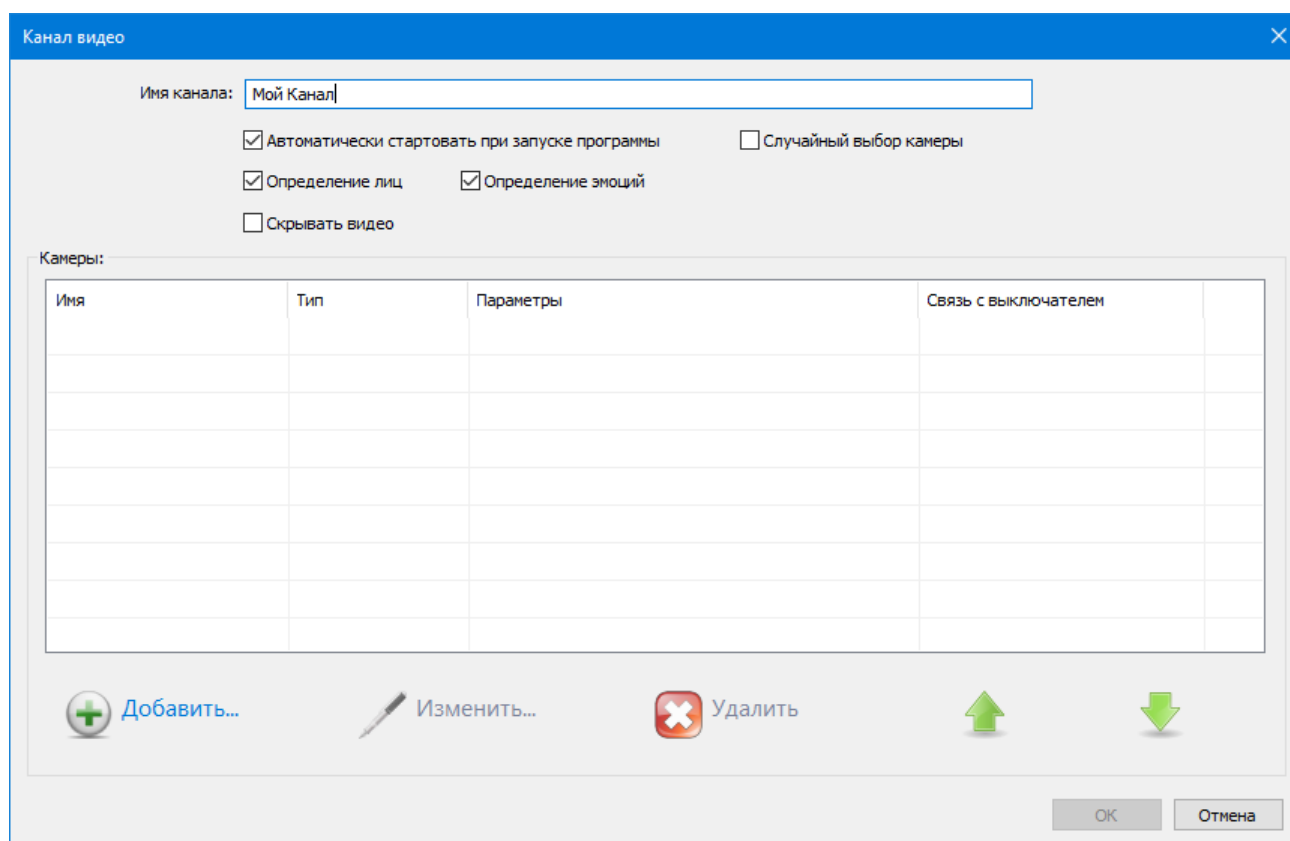 Канал видео
Имя канала: Мой Канал
Автоматически стартовать при запуске программы Случайный выбор камеры
Определение лиц Определение эмоций
Скрывать видео
Камеры:
Имя Тип Параметры Связь с выключателем
Добавить... Изменить... Удалить
OK Отмена